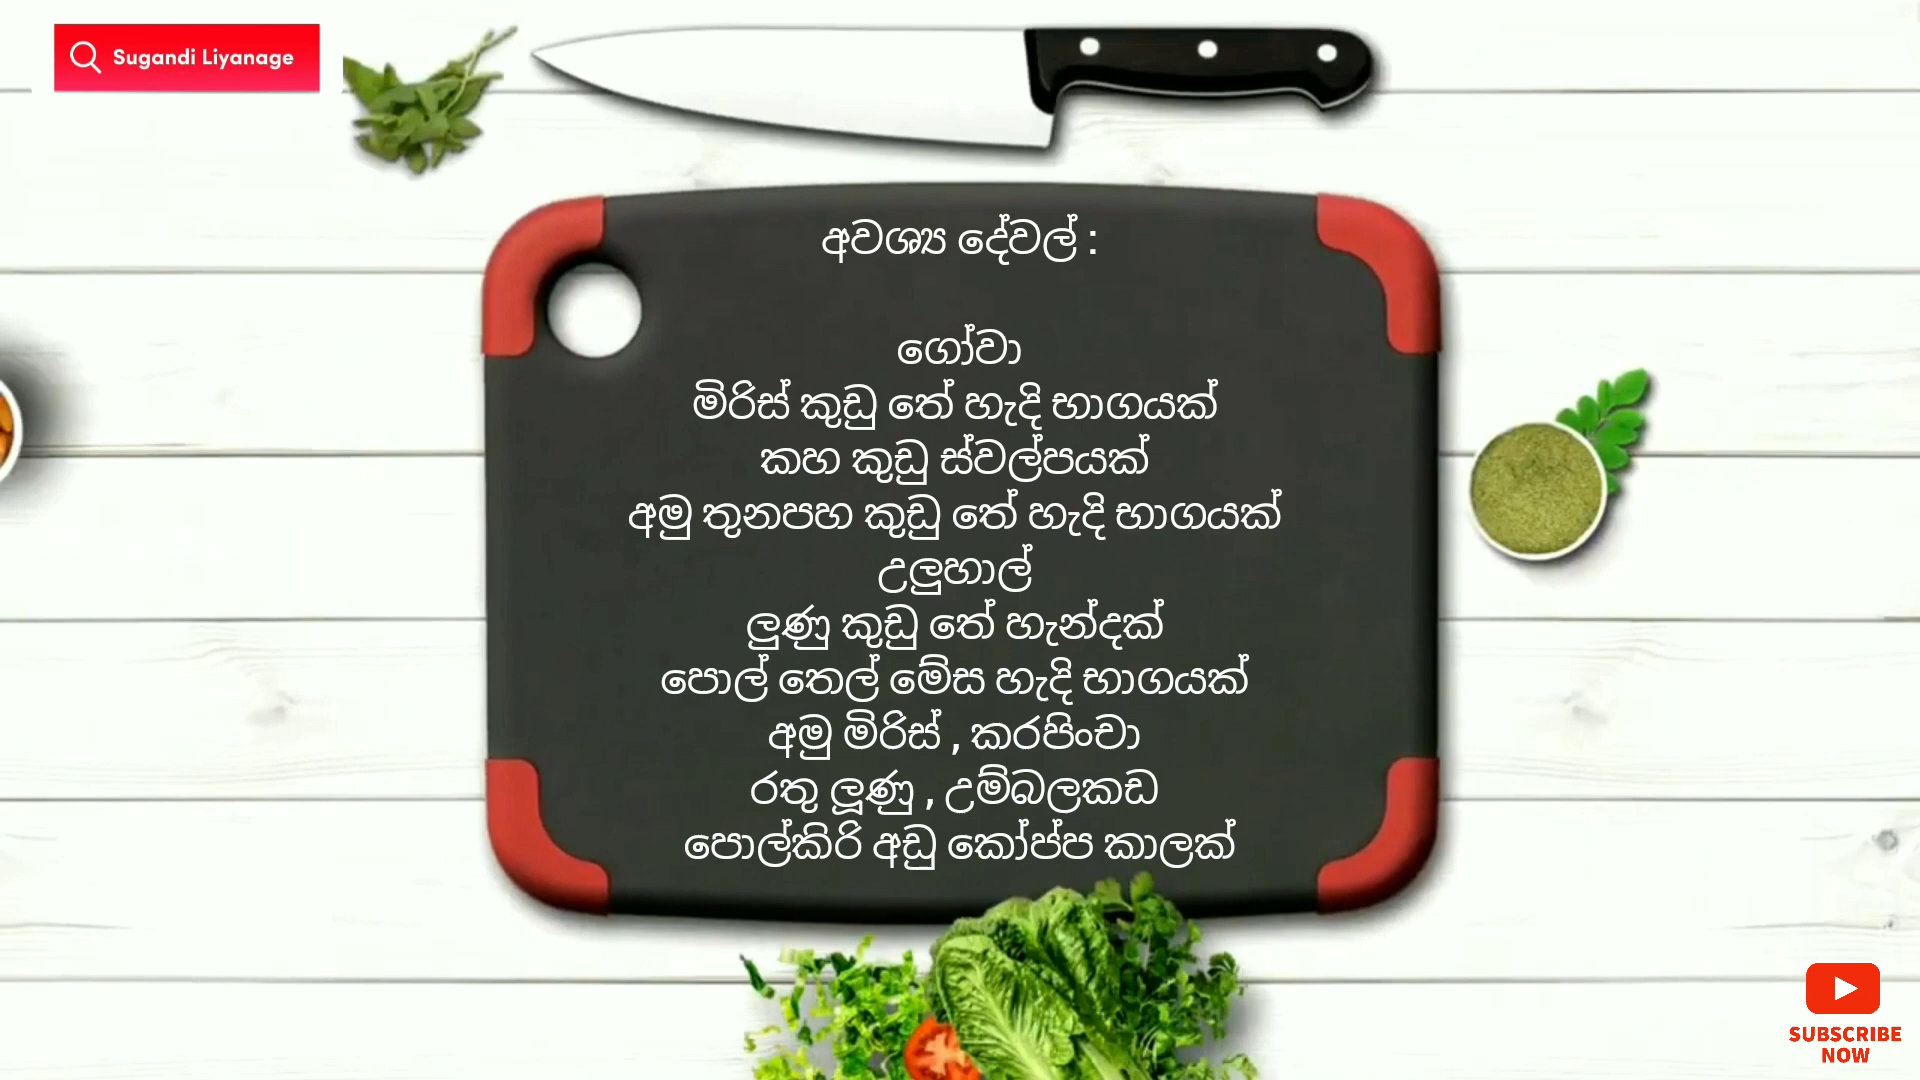 Sugandi Liyanage
අවශ්‍ය දේවල් :
ගෝවා
මිරිස් කුඩු තේ හැදි භාගයක්
කහ කුඩු ස්වල්පයක්
අමු තුනපහ කුඩු තේ හැදි භාගයක්
උලුහාල්
ලුණු කුඩු තේ හැන්දක්
පොල් තෙල් මේස හැදි භාගයක්
අමු මිරිස් , කරපිංචා
රතු ලූණු , උම්බලකඩ
පොල්කිරි අඩු කෝප්ප කාලක්
SUBSCRIBE
NOW